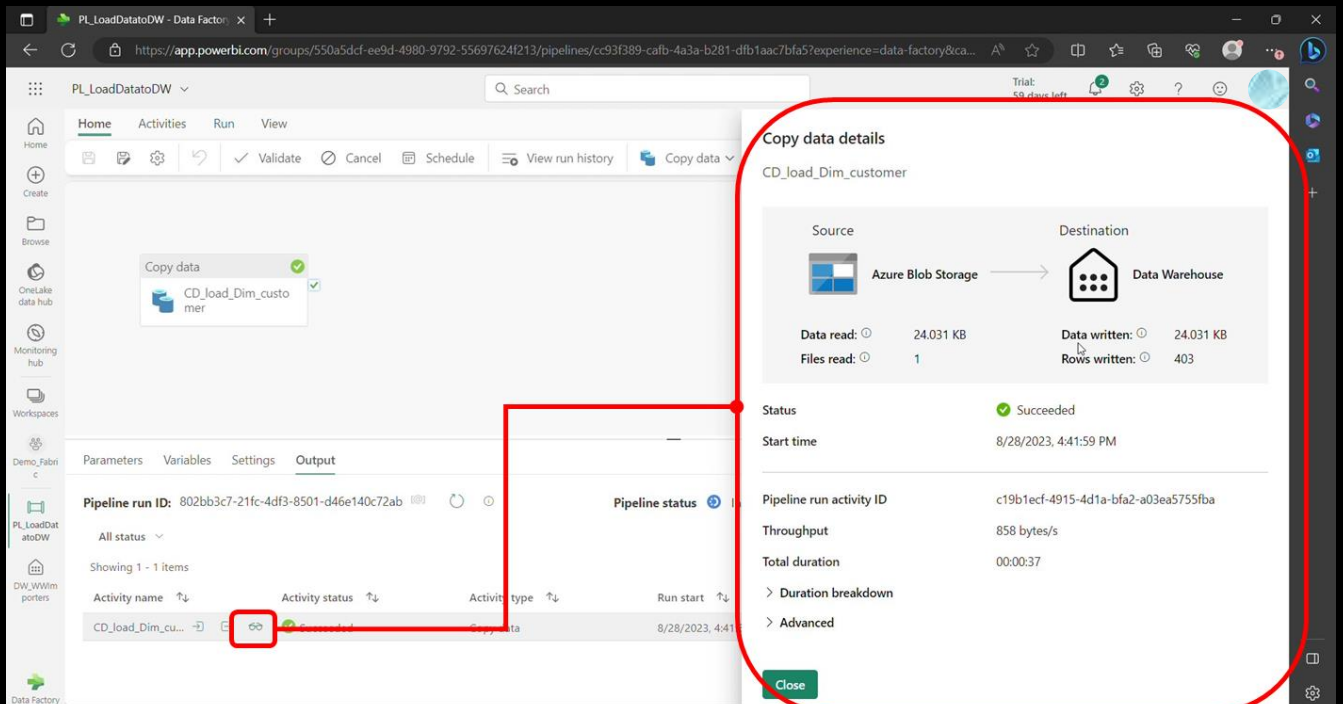 PL_LoadDatatoDW - Data Factory
https://app.powerbi.com/groups/550a5dcf-ee9d-4980-9792-55697624f213/pipelines/cc93f389-cafb-4a3a-b281-dfb1aac7bfa5?experience=data-factory&ca...
PL_LoadDatatoDW
Search
Trial:
59 days left
2
Home
Activities
Run
View
Validate
Cancel
Schedule
View run history
Copy data
Home
Create
Browse
OneLake
data hub
Monitoring
hub
Workspaces
Demo_Fabri
c
PL_LoadDat
atoDW
DW_WWIm
porters
Data Factory
Copy data
CD_load_Dim_custo
mer
Parameters
Variables
Settings
Output
Pipeline run ID: 802bb3c7-21fc-4df3-8501-d46e140c72ab
Pipeline status
All status
Showing 1 - 1 items
Activity name
Activity status
Activity type
Run start
CD_load_Dim_cu...
Succeeded
Copy data
8/28/2023, 4:41
Copy data details
CD_load_Dim_customer
Source
Destination
Azure Blob Storage
Data Warehouse
Data read: 24.031 KB
Data written: 24.031 KB
Files read: 1
Rows written: 403
Status
Succeeded
Start time
8/28/2023, 4:41:59 PM
Pipeline run activity ID
c19b1ecf-4915-4d1a-bfa2-a03ea5755fba
Throughput
858 bytes/s
Total duration
00:00:37
Duration breakdown
Advanced
Close